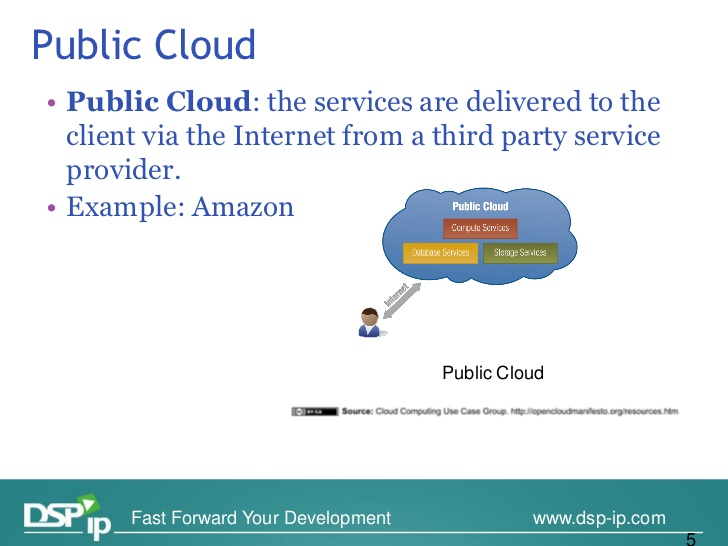 Public Cloud
• Public Cloud: the services are delivered to the
client via the Internet from a third party service
provider.
• Example: Amazon
Public Cloud
Compute Services
Database Services
Storage Services
Internet
Public Cloud
BY-SA
Source: Cloud Computing Use Case Group. http://opencloudmanifesto.org/resources.htm
DSP ip
Fast Forward Your Development
www.dsp-ip.com
5